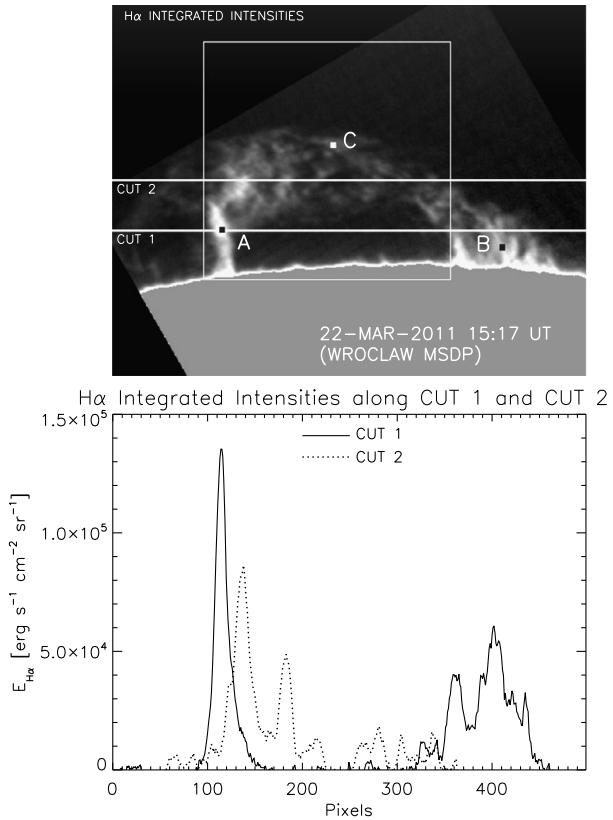 Hα INTEGRATED INTENSITIES
C
CUT 2
CUT 1
A
B
22-MAR-2011 15:17 UT
(WROCLAW MSDP)
Hα Integrated Intensities along CUT 1 and CUT 2
1.5×10⁵
1.0×10⁵
5.0×10⁴
0
E_Hα [erg s⁻¹ cm⁻² sr⁻¹]
CUT 1
CUT 2
0 100 200 300 400
Pixels